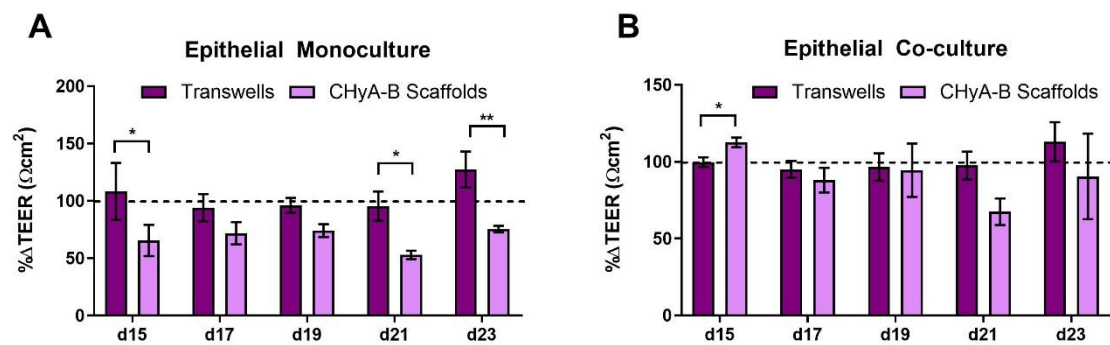 A
Epithelial Monoculture
Transwells
CHyA-B Scaffolds
%ΔTEER (Ωcm2)
200
150
100
50
0
*
*
**
d15
d17
d19
d21
d23
B
Epithelial Co-culture
Transwells
CHyA-B Scaffolds
%ΔTEER (Ωcm2)
150
100
50
0
*
d15
d17
d19
d21
d23